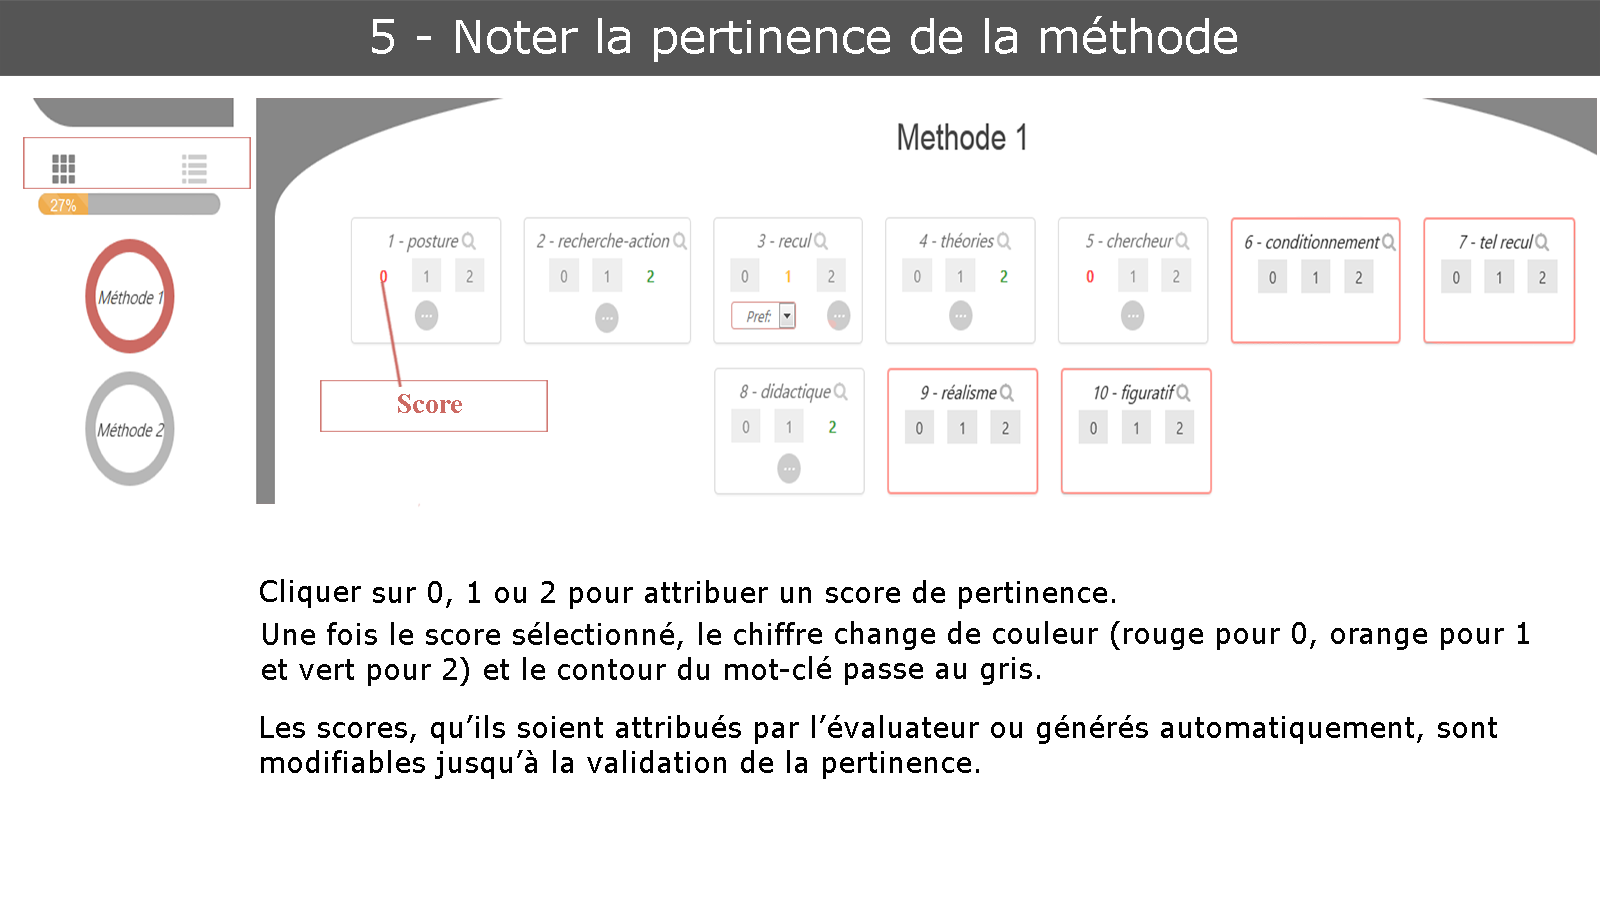 5 - Noter la pertinence de la méthode
Methode 1
27%
Méthode 1
Méthode 2
1 - posture
0 1 2
2 - recherche-action
0 1 2
3 - recul
0 1 2
Pref:
4 - théories
0 1 2
5 - chercheur
0 1 2
6 - conditionnement
0 1 2
7 - tel recul
0 1 2
Score
8 - didactique
0 1 2
9 - réalisme
0 1 2
10 - figuratif
0 1 2
Cliquer sur 0, 1 ou 2 pour attribuer un score de pertinence.
Une fois le score sélectionné, le chiffre change de couleur (rouge pour 0, orange pour 1
et vert pour 2) et le contour du mot-clé passe au gris.
Les scores, qu’ils soient attribués par l’évaluateur ou générés automatiquement, sont
modifiables jusqu’à la validation de la pertinence.